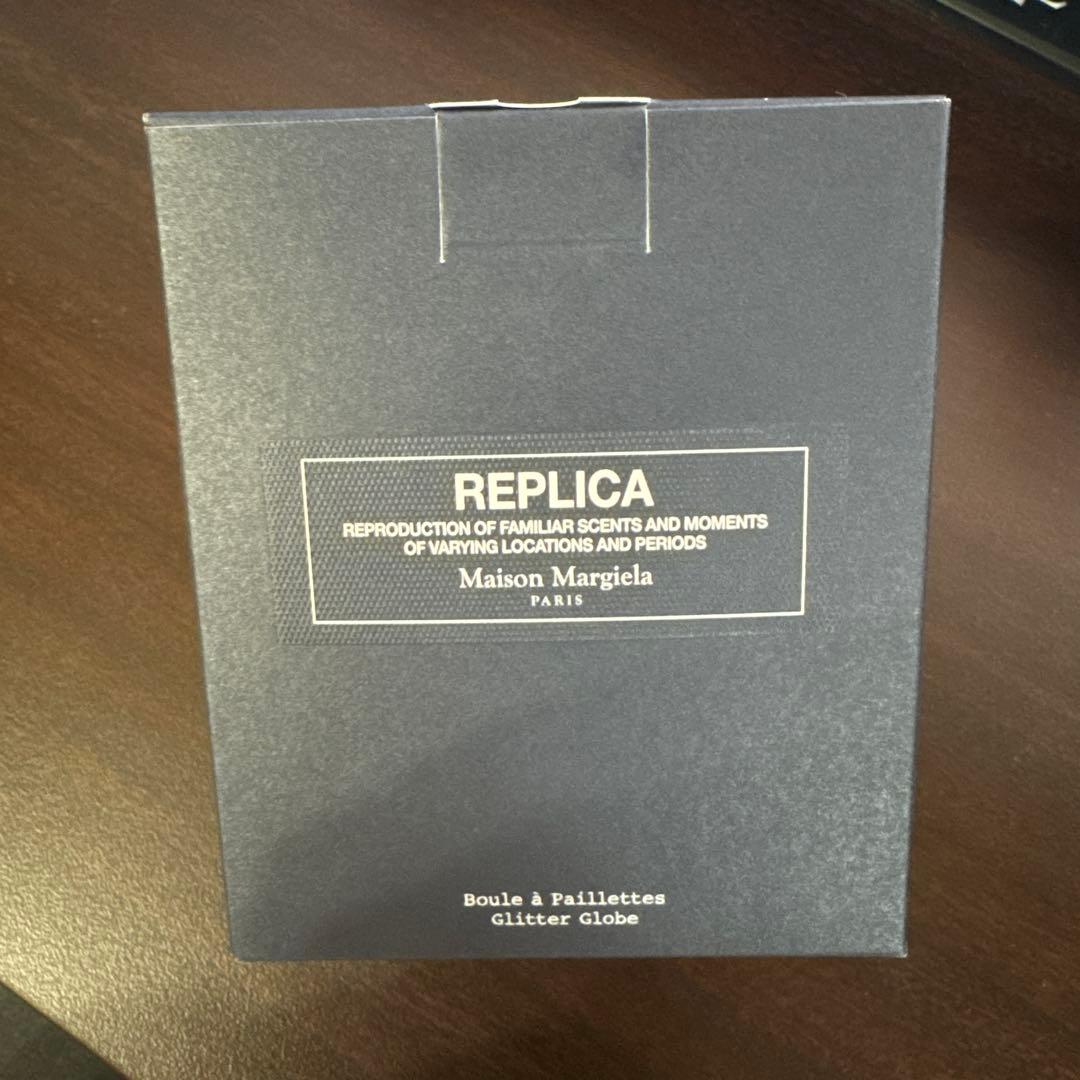 REPLICA
REPRODUCTION OF FAMILIAR SCENTS AND MOMENTS
OF VARYING LOCATIONS AND PERIODS
Maison Margiela
PARIS
Boule à Paillettes
Glitter Globe